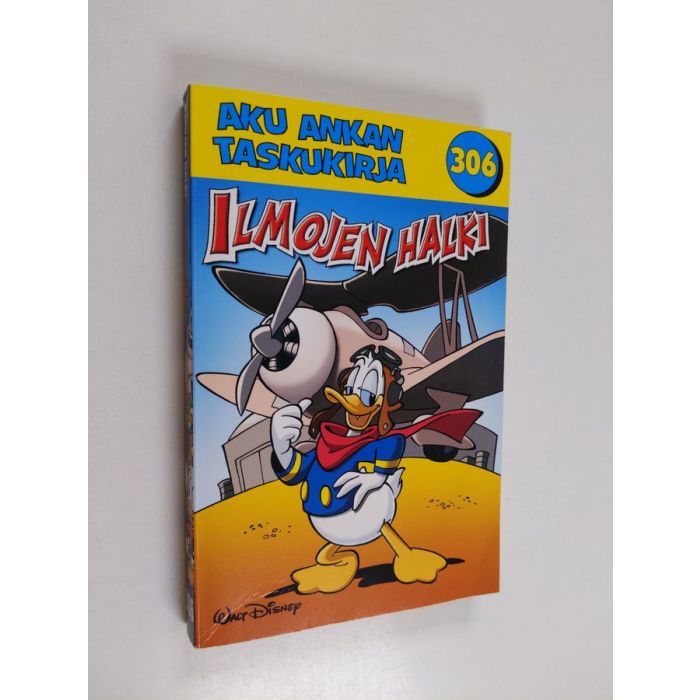 AKU ANKAN
TASKUKIRJA
306
ILMOJEN HALKI
WALT DISNEY